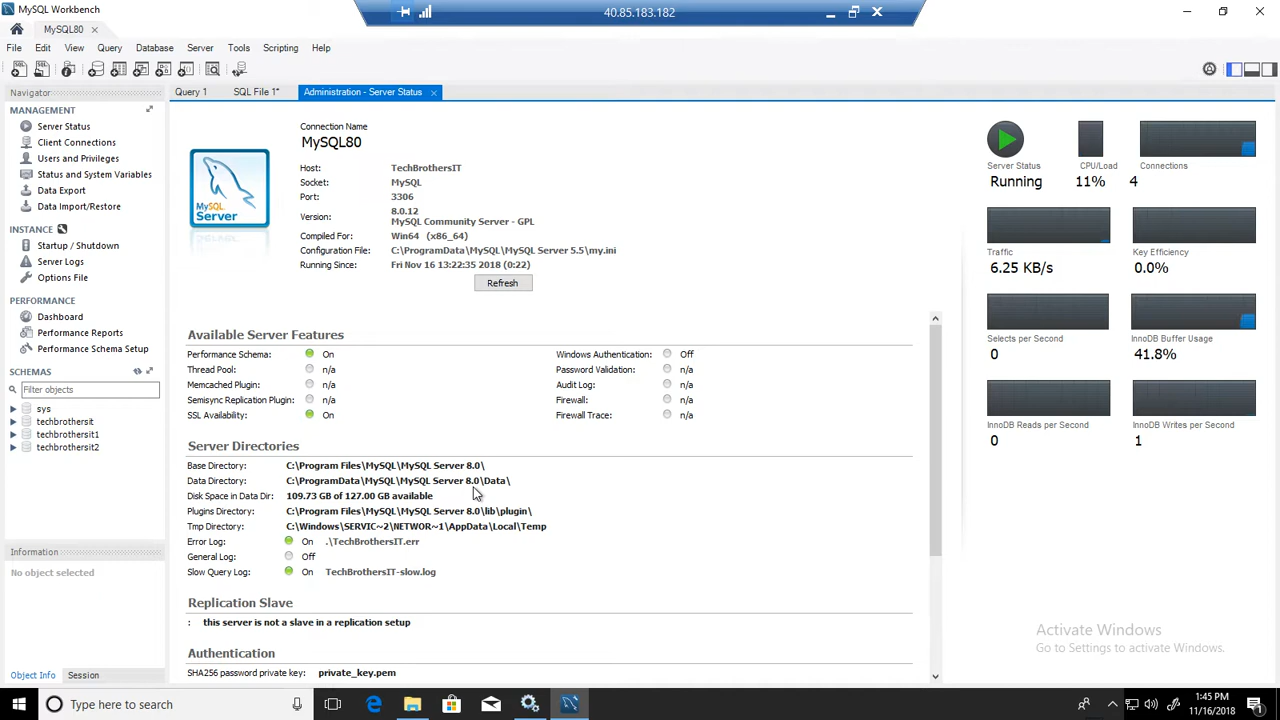 MySQL Workbench
40.85.183.182
MySQL80
File Edit View Query Database Server Tools Scripting Help
Navigator
MANAGEMENT
Server Status
Client Connections
Users and Privileges
Status and System Variables
Data Export
Data Import/Restore
INSTANCE
Startup / Shutdown
Server Logs
Options File
PERFORMANCE
Dashboard
Performance Reports
Performance Schema Setup
SCHEMAS
Filter objects
sys
techbrothersit
techbrothersit1
techbrothersit2
Information
No object selected
Object Info Session
Query 1 SQL File 1* Administration - Server Status
MySQL
Server
Connection Name
MySQL80
Host: TechBrothersIT
Socket: MySQL
Port: 3306
Version: 8.0.12
MySQL Community Server - GPL
Compiled For: Win64 (x86_64)
Configuration File: C:\ProgramData\MySQL\MySQL Server 5.5\my.ini
Running Since: Fri Nov 16 13:22:35 2018 (0:22)
Refresh
Available Server Features
Performance Schema: On Windows Authentication: Off
Thread Pool: n/a Password Validation: n/a
Memcached Plugin: n/a Audit Log: n/a
Semisync Replication Plugin: n/a Firewall: n/a
SSL Availability: On Firewall Trace: n/a
Server Directories
Base Directory: C:\Program Files\MySQL\MySQL Server 8.0\
Data Directory: C:\ProgramData\MySQL\MySQL Server 8.0\Data\
Disk Space in Data Dir: 109.73 GB of 127.00 GB available
Plugins Directory: C:\Program Files\MySQL\MySQL Server 8.0\lib\plugin\
Tmp Directory: C:\Windows\SERVIC~2\NETWOR~1\AppData\Local\Temp
Error Log: On .\TechBrothersIT.err
General Log: Off
Slow Query Log: On TechBrothersIT-slow.log
Replication Slave
: this server is not a slave in a replication setup
Authentication
SHA256 password private key: private_key.pem
Server Status CPU/Load Connections
Running 11% 4
Traffic Key Efficiency
6.25 KB/s 0.0%
Selects per Second InnoDB Buffer Usage
0 41.8%
InnoDB Reads per Second InnoDB Writes per Second
0 1
Activate Windows
Go to Settings to activate Windows.
Type here to search
1:45 PM
11/16/2018
1